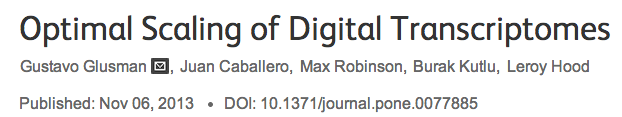 Optimal Scaling of Digital Transcriptomes
Gustavo Glusman, Juan Caballero, Max Robinson, Burak Kutlu, Leroy Hood
Published: Nov 06, 2013 • DOI: 10.1371/journal.pone.0077885